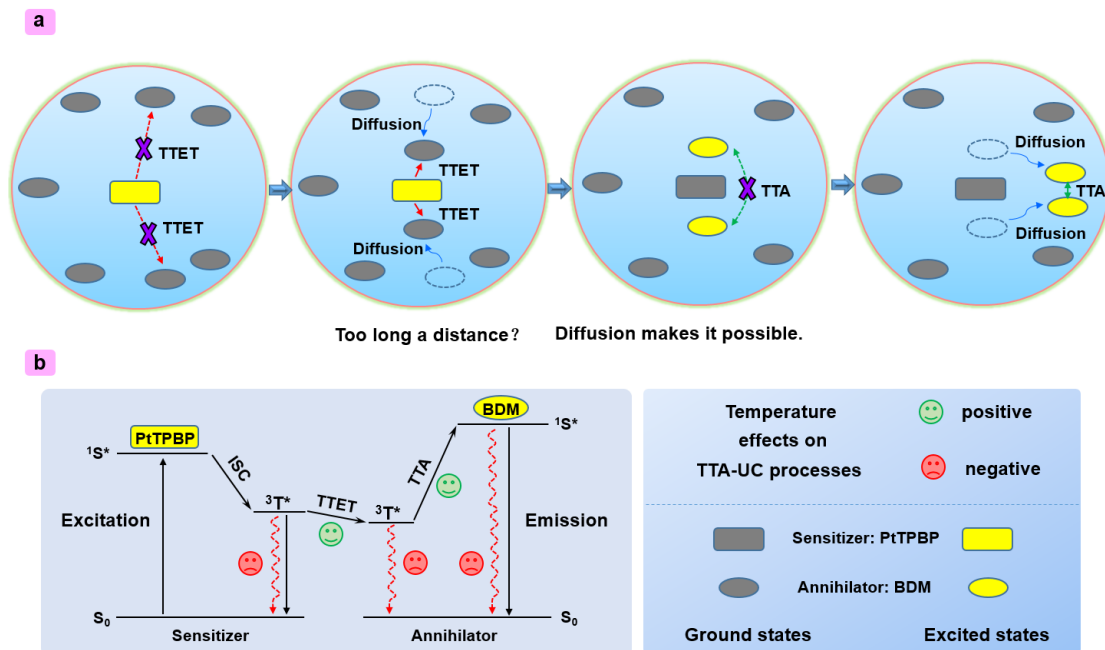 a
TTET
TTET
Diffusion
TTET
TTET
Diffusion
TTA
Diffusion
TTA
Diffusion
Too long a distance?
Diffusion makes it possible.
b
PtTPBP
¹S*
ISC
Excitation
³T*
TTET
³T*
TTA
BDM
¹S*
Emission
S₀
S₀
Sensitizer
Annihilator
Temperature
effects on
TTA-UC processes
positive
negative
Sensitizer: PtTPBP
Annihilator: BDM
Ground states
Excited states